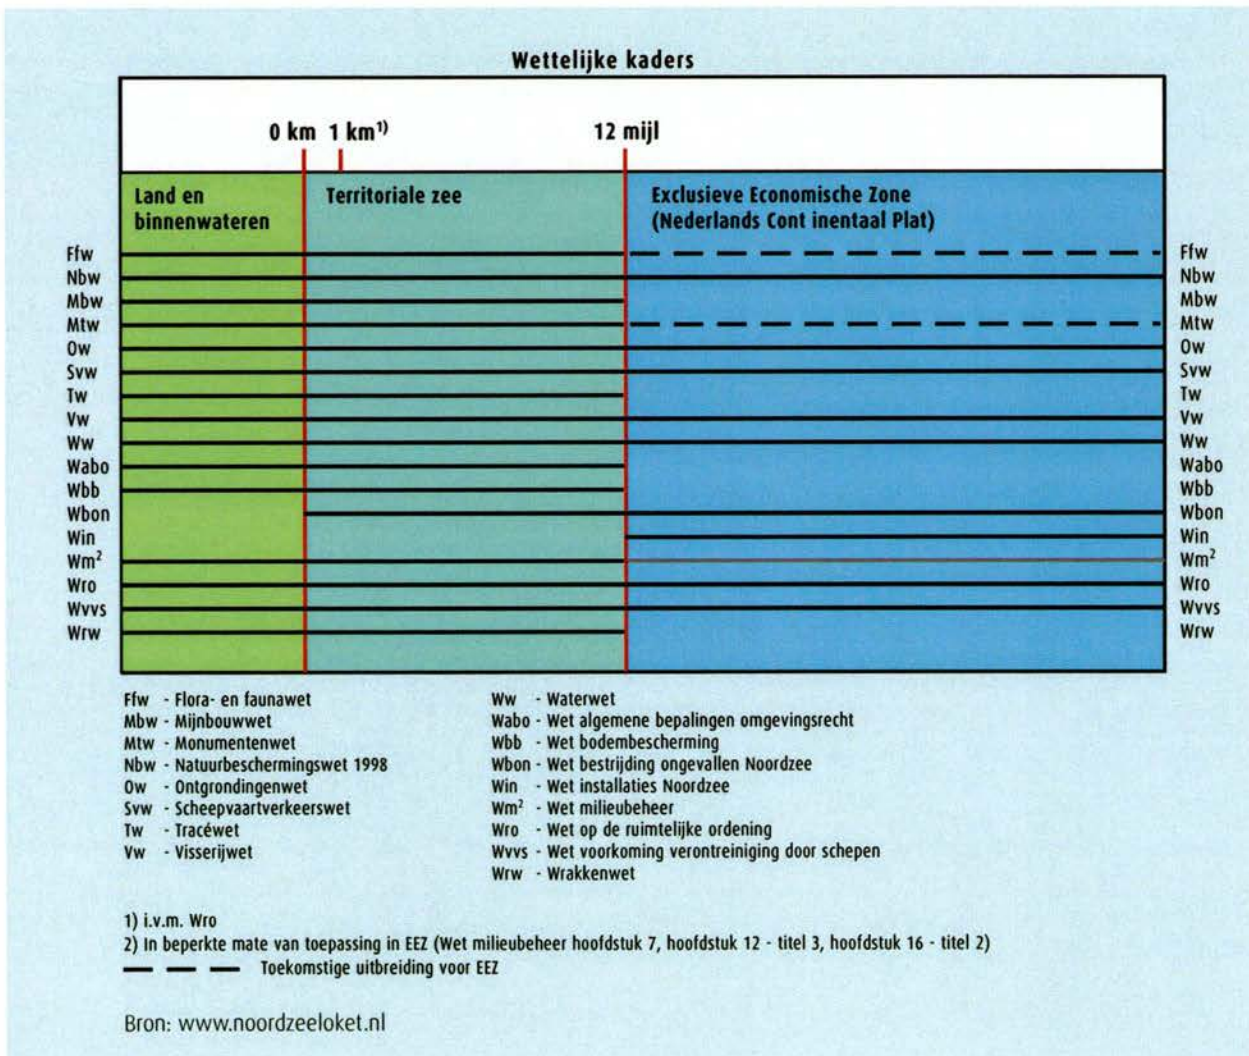 Wettelijke kaders
0 km 1 km¹⁾ 12 mijl
Land en
binnenwateren
Territoriale zee
Exclusieve Economische Zone
(Nederlands Cont inentaal Plat)
Ffw Ffw
Nbw Nbw
Mbw Mbw
Mtw Mtw
Ow Ow
Svw Svw
Tw Tw
Vw Vw
Ww Ww
Wabo Wabo
Wbb Wbb
Wbon Wbon
Win Win
Wm² Wm²
Wro Wro
Wvvs Wvvs
Wrw Wrw
Ffw - Flora- en faunawet
Mbw - Mijnbouwwet
Mtw - Monumentenwet
Nbw - Natuurbeschermingswet 1998
Ow - Ontgrondingenwet
Svw - Scheepvaartverkeerswet
Tw - Tracéwet
Vw - Visserijwet
Ww - Waterwet
Wabo - Wet algemene bepalingen omgevingsrecht
Wbb - Wet bodembescherming
Wbon - Wet bestrijding ongevallen Noordzee
Win - Wet installaties Noordzee
Wm² - Wet milieubeheer
Wro - Wet op de ruimtelijke ordening
Wvvs - Wet voorkoming verontreiniging door schepen
Wrw - Wrakkenwet
1) i.v.m. Wro
2) In beperkte mate van toepassing in EEZ (Wet milieubeheer hoofdstuk 7, hoofdstuk 12 - titel 3, hoofdstuk 16 - titel 2)
Toekomstige uitbreiding voor EEZ
Bron: www.noordzeeloket.nl